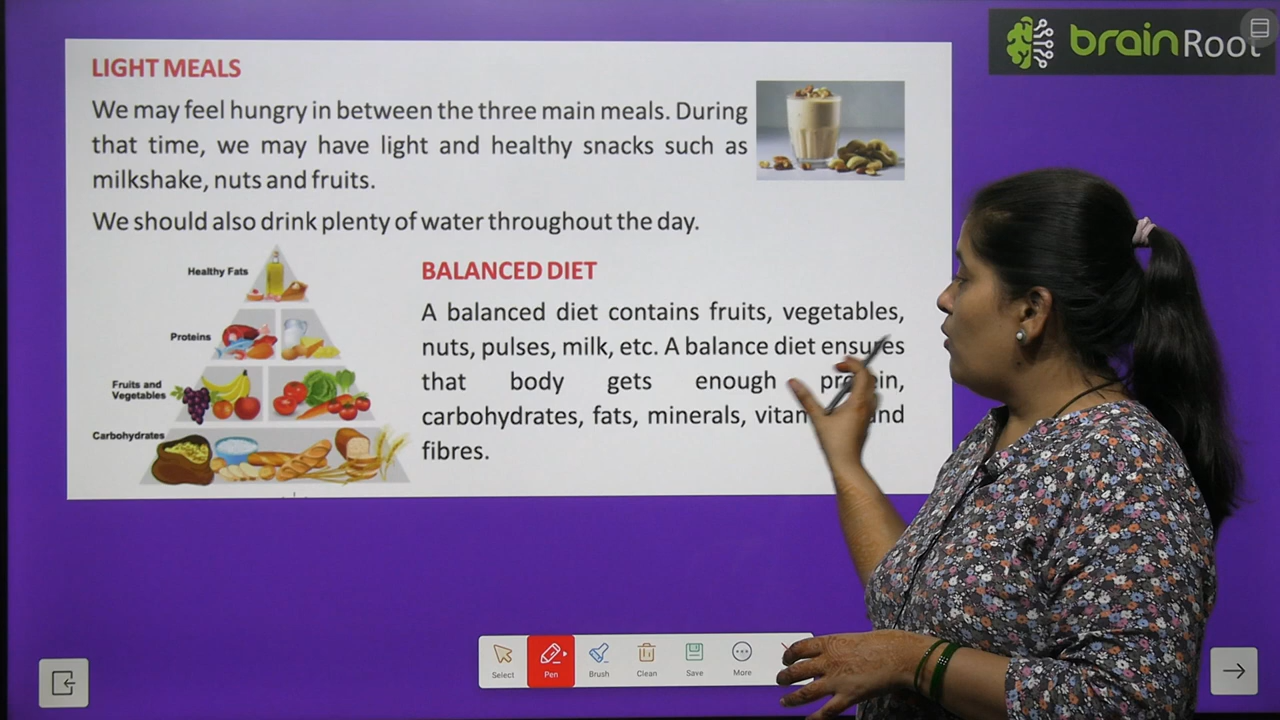 brainRoot
LIGHT MEALS
We may feel hungry in between the three main meals. During
that time, we may have light and healthy snacks such as
milkshake, nuts and fruits.
We should also drink plenty of water throughout the day.
Healthy Fats
Proteins
Fruits and
Vegetables
Carbohydrates
BALANCED DIET
A balanced diet contains fruits, vegetables,
nuts, pulses, milk, etc. A balance diet ensures
that body gets enough
carbohydrates, fats, minerals, and
fibres.
Select
Pen
Brush
Clean
Save
More